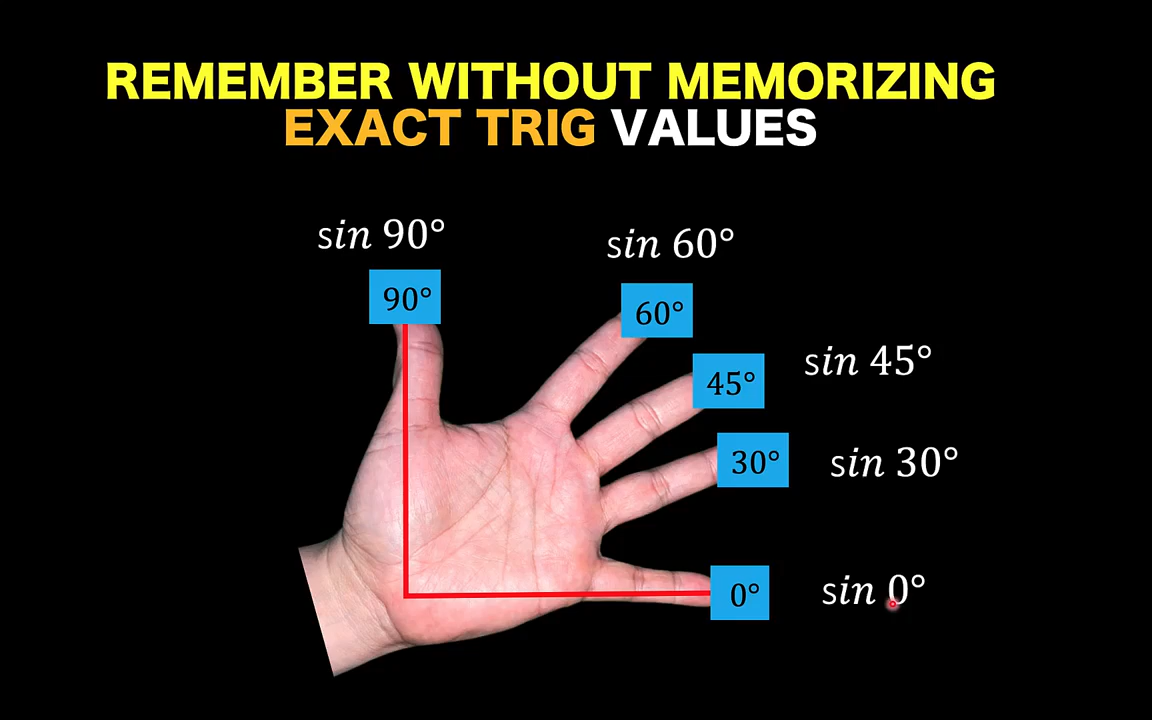 REMEMBER WITHOUT MEMORIZING
EXACT TRIG VALUES
sin 90°
sin 60°
90°
60°
sin 45°
45°
30°
sin 30°
0°
sin 0°